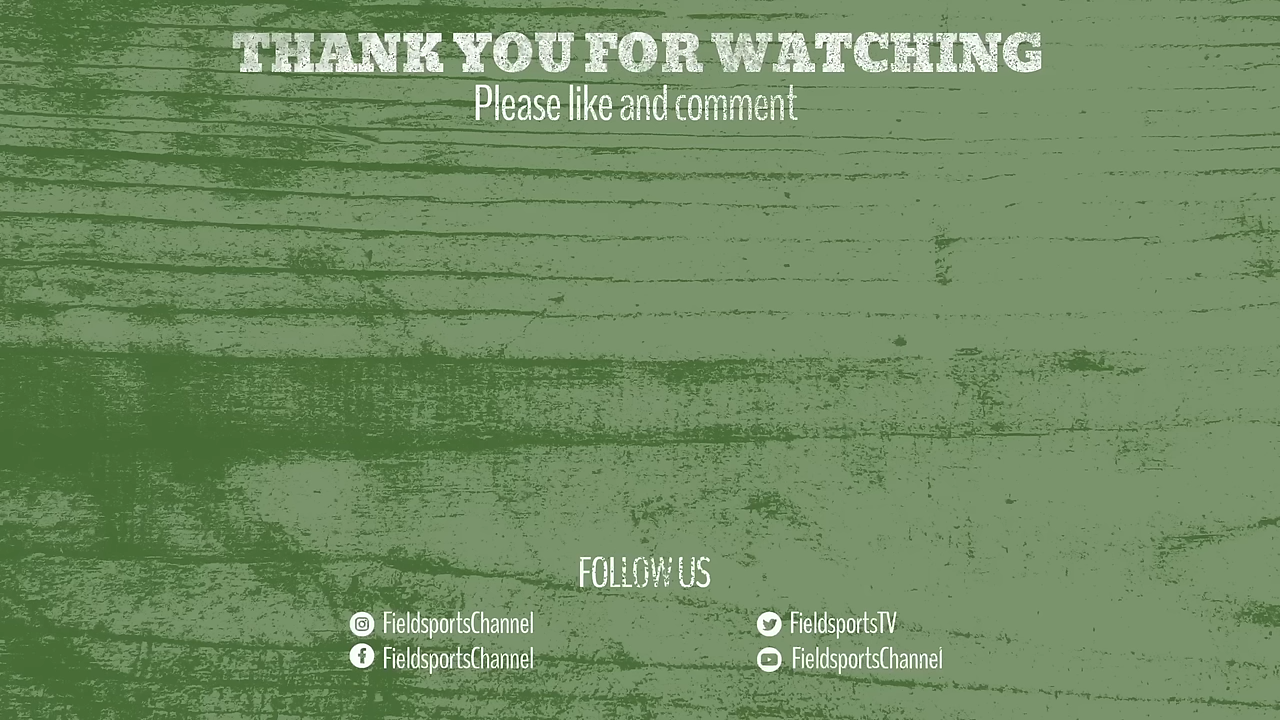 THANK YOU FOR WATCHING
Please like and comment
FOLLOW US
FieldsportsChannel
FieldsportsTV
FieldsportsChannel
FieldsportsChannel